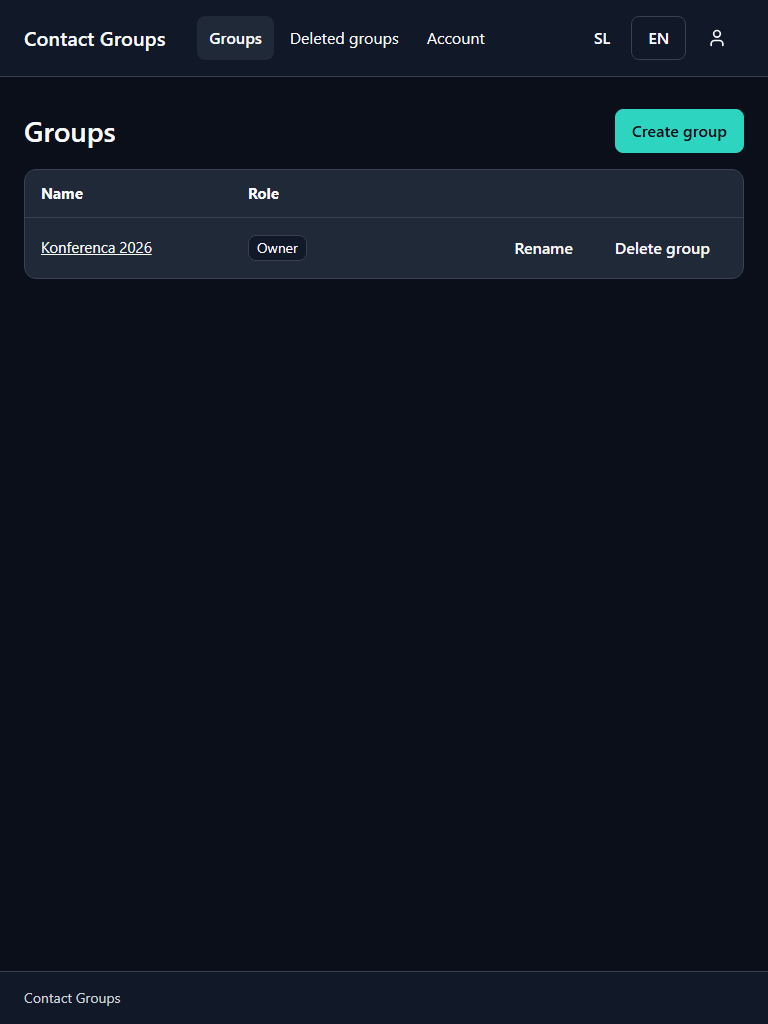 Contact Groups Groups Deleted groups Account SL EN
Groups Create group
Name Role
Konferenca 2026 Owner Rename Delete group
Contact Groups